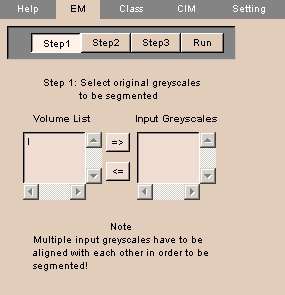 Help EM Class CIM Setting
Step1 Step2 Step3 Run
Step 1: Select original greyscales
to be segmented
Volume List Input Greyscales
=>
<=
Note
Multiple input greyscales have to be
aligned with each other in order to be
segmented!